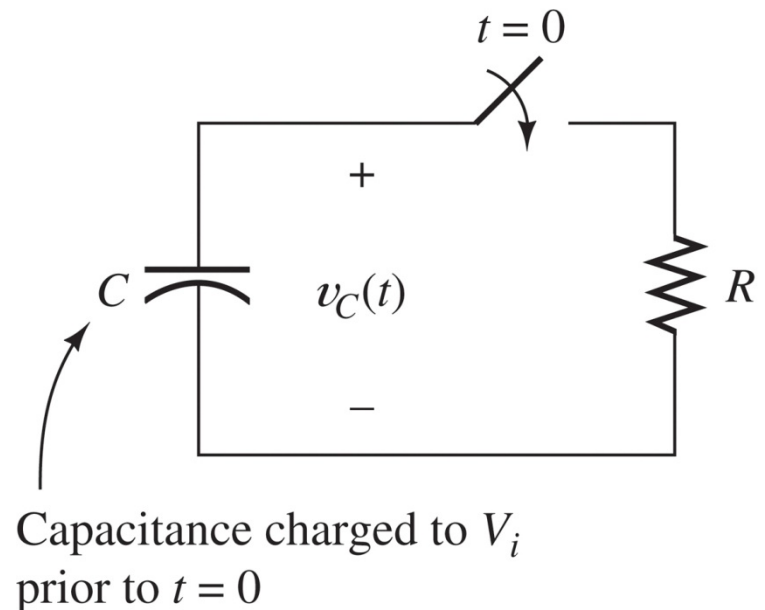 t = 0
+
C
v_C(t)
R
–
Capacitance charged to V_i
prior to t = 0